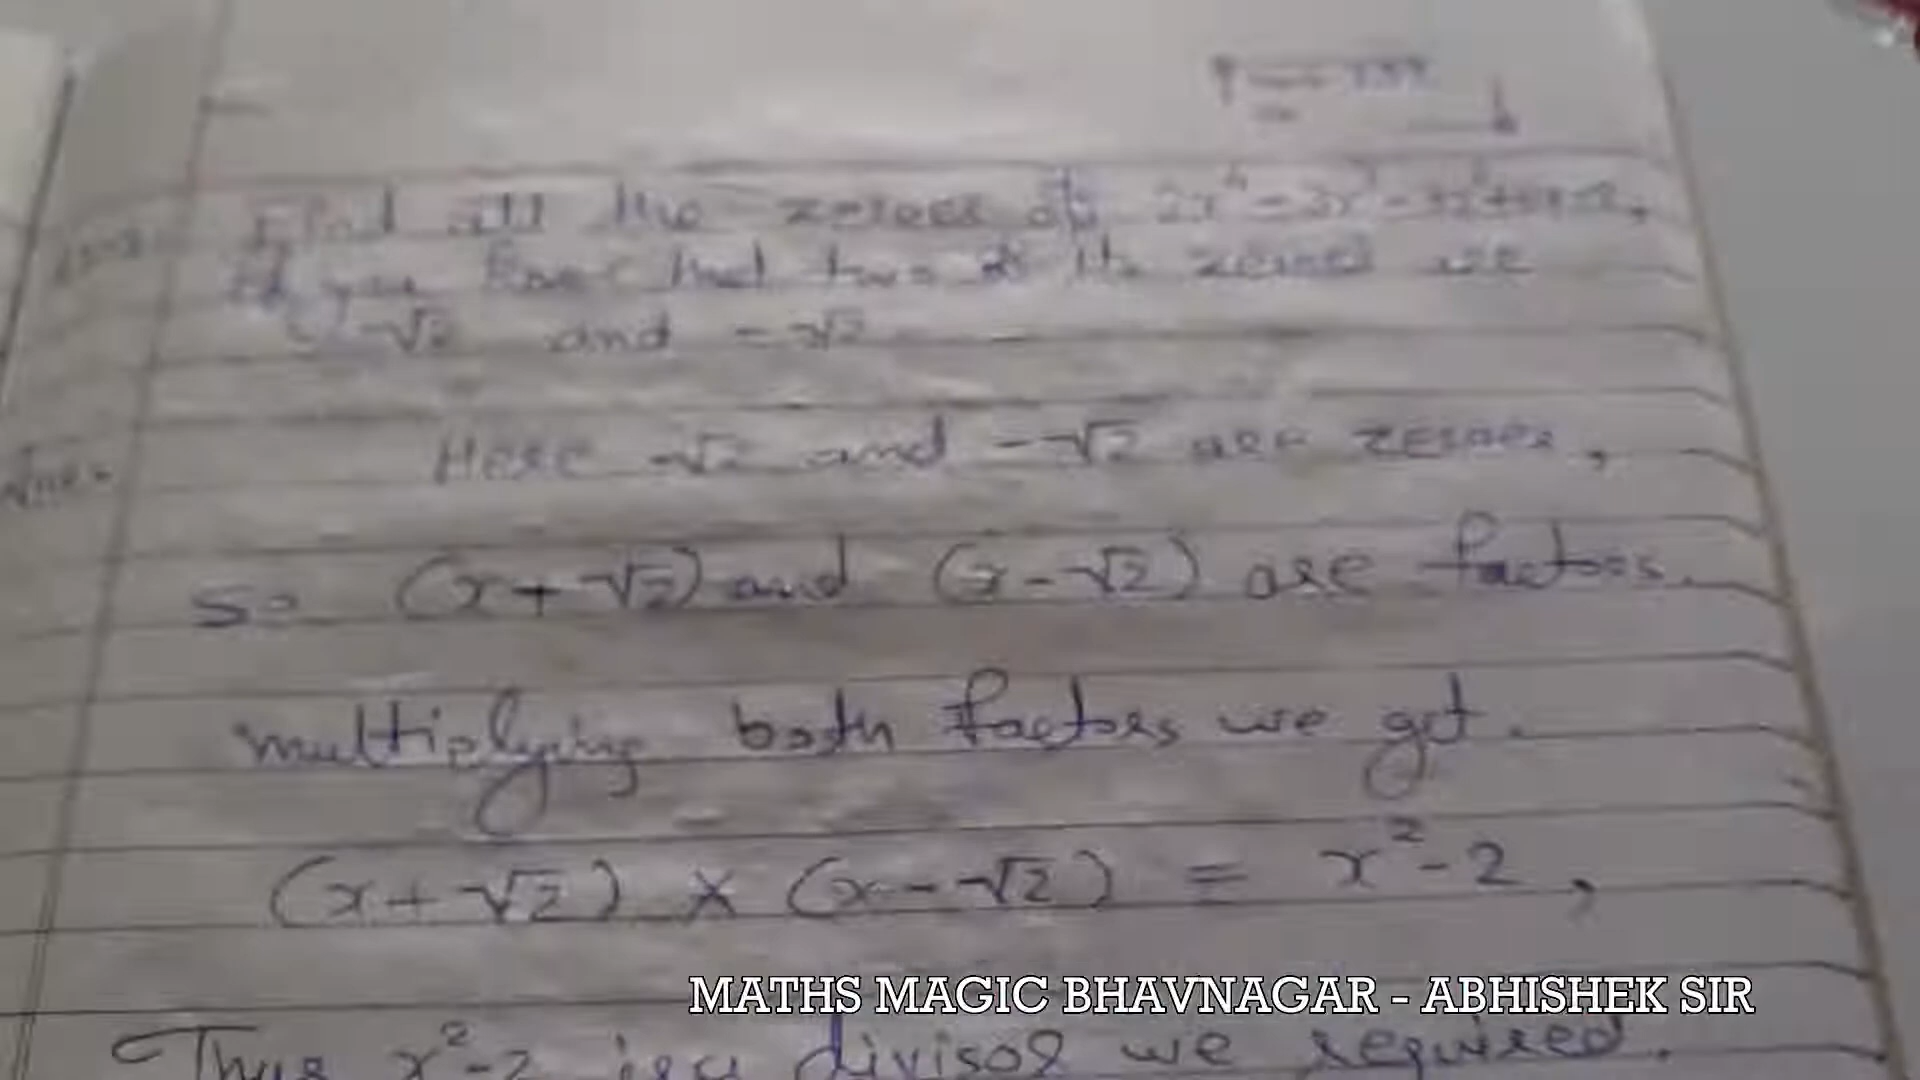 Find all the zeroes of 2x⁴ - 3x³ - 3x² + 6x - 2,
if you know that two of its zeroes are
√2 and -√2
Here √2 and -√2 are zeroes,
So (x + √2) and (x - √2) are factors.
multiplying both factors we get.
(x + √2) × (x - √2) = x² - 2,
MATHS MAGIC BHAVNAGAR - ABHISHEK SIR
Thus x² - 2 is a divisor we required.